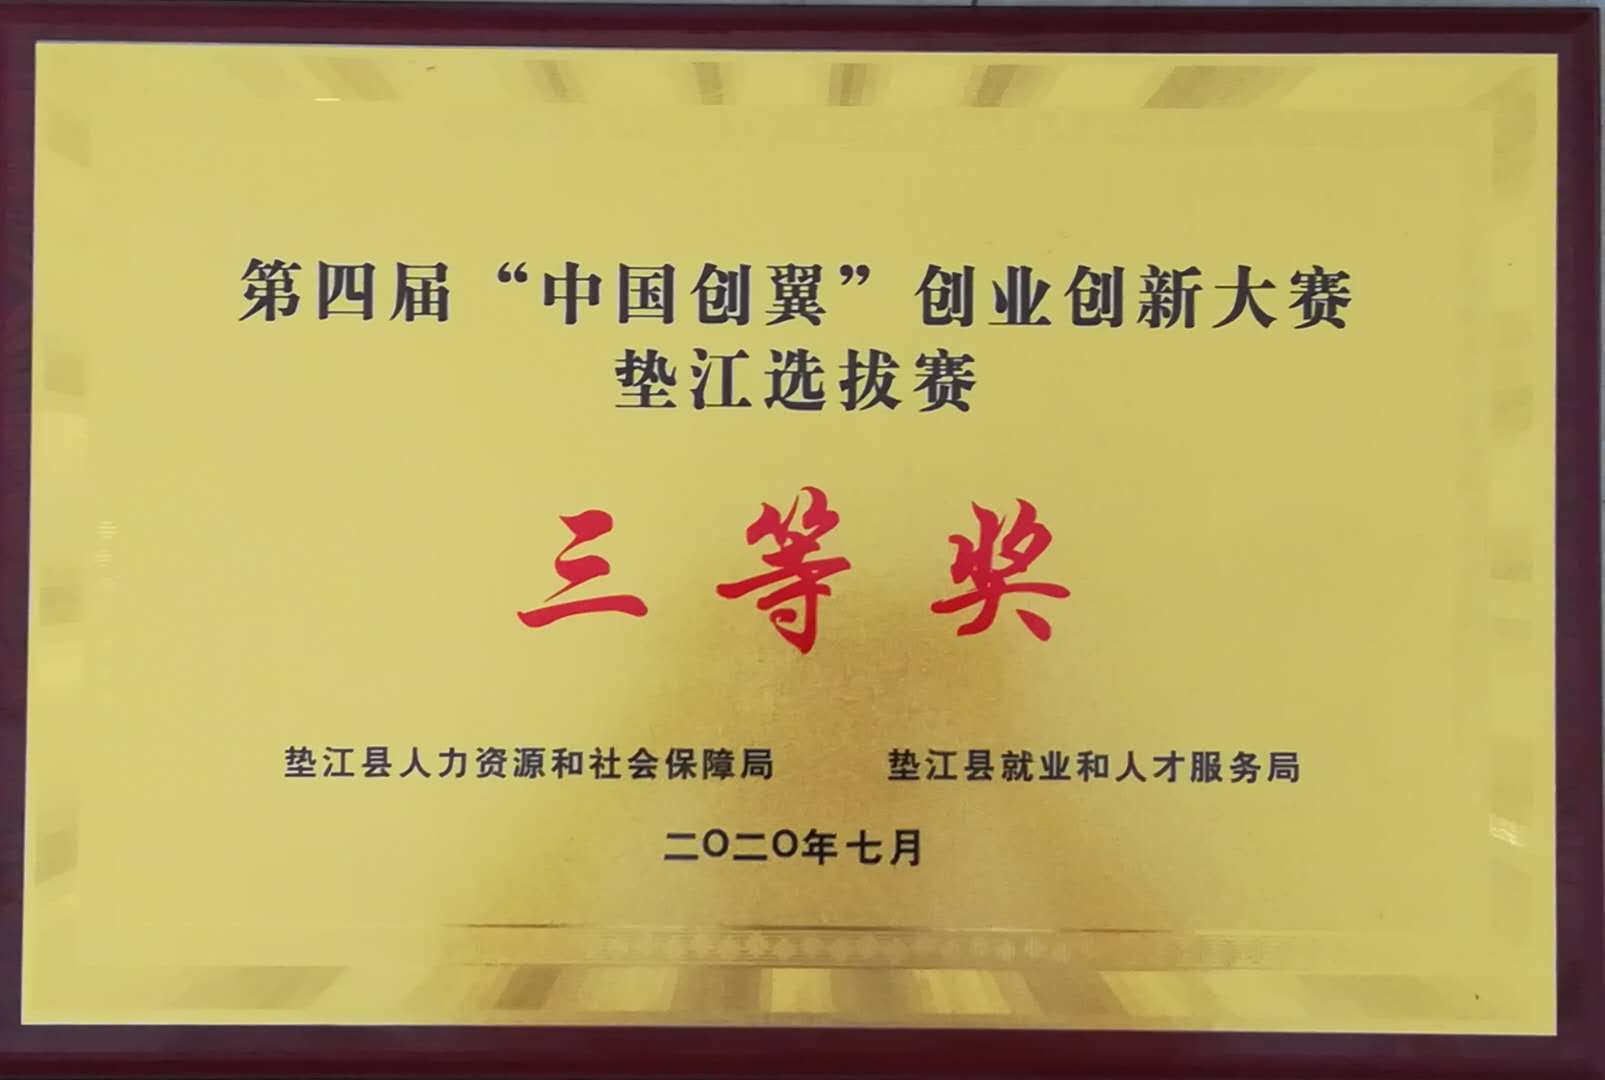 第四届“中国创翼”创业创新大赛
垫江选拔赛
三等奖
垫江县人力资源和社会保障局 垫江县就业和人才服务局
二〇二〇年七月